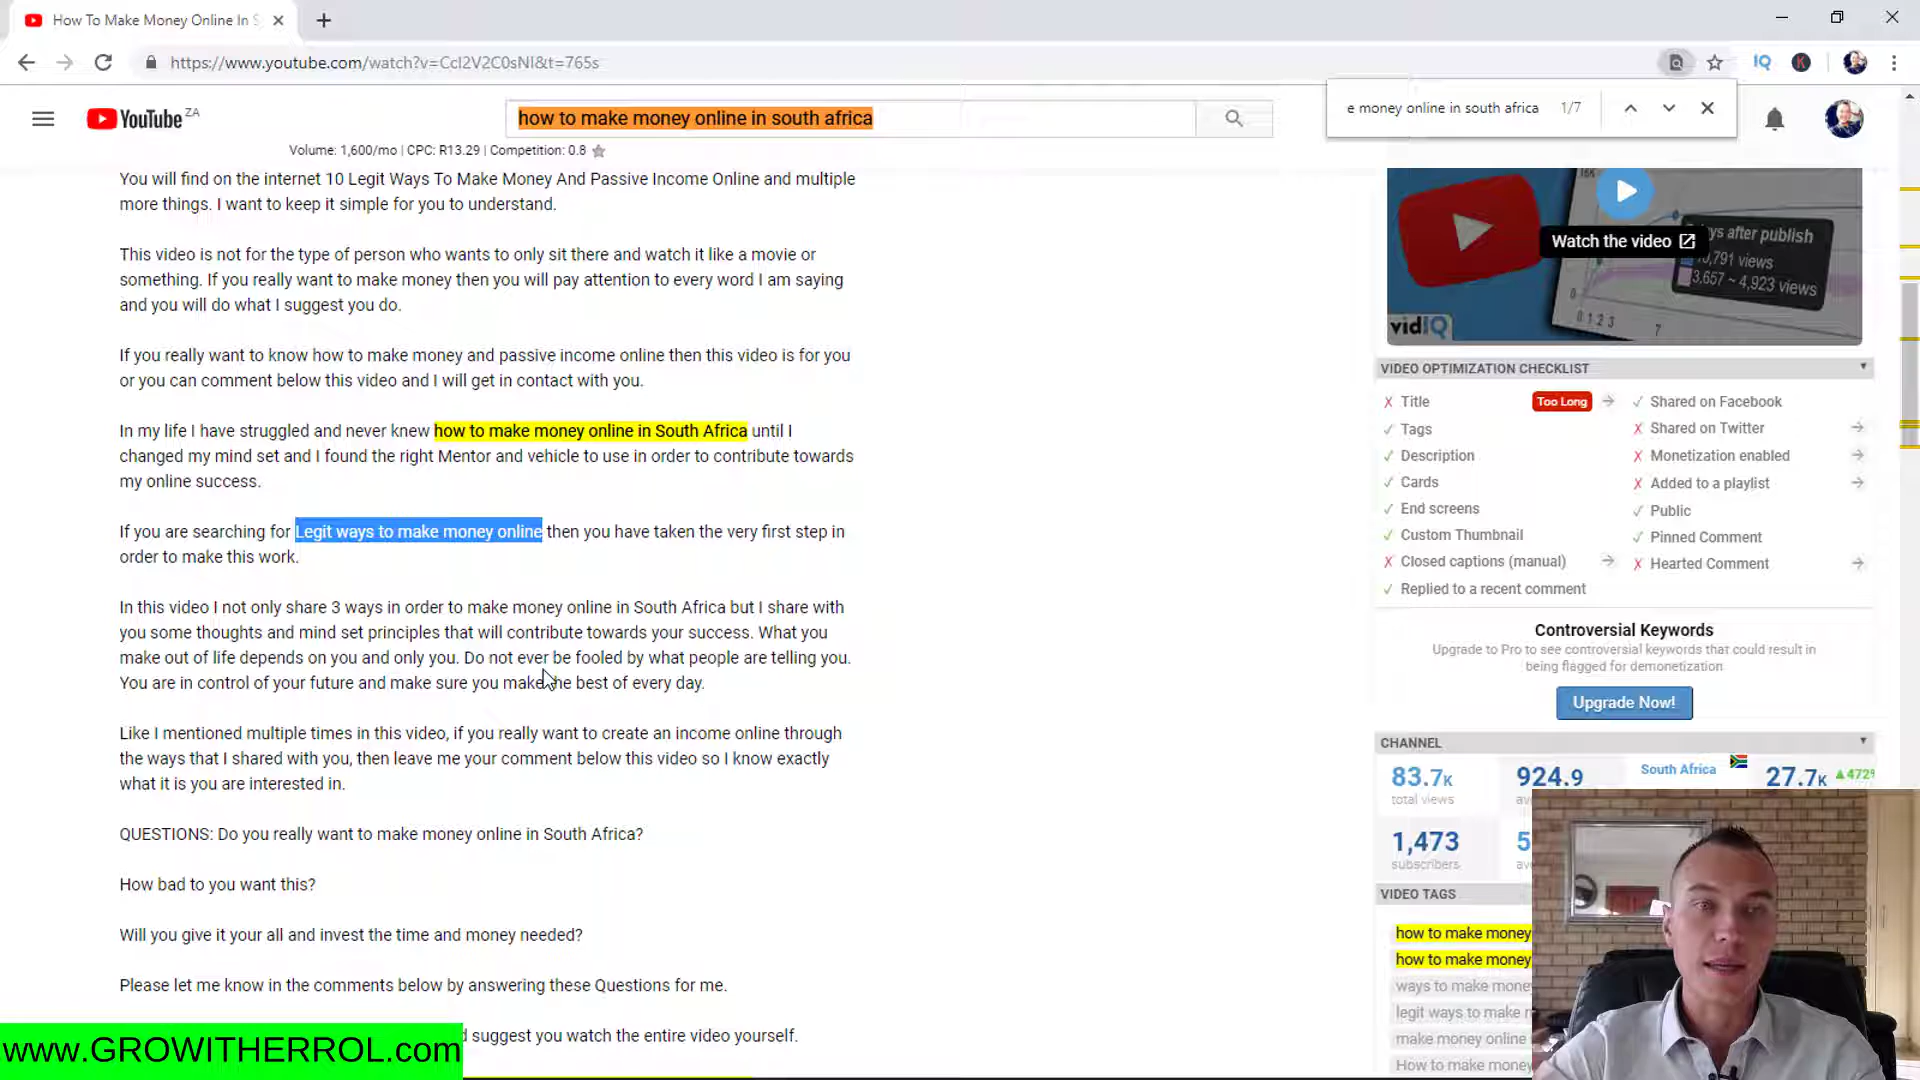 How To Make Money Online In S
https://www.youtube.com/watch?v=CcI2V2C0sNI&t=765s
IQ
K
YouTube ZA
how to make money online in south africa
e money online in south africa 1/7
Volume: 1,600/mo | CPC: R13.29 | Competition: 0.8
You will find on the internet 10 Legit Ways To Make Money And Passive Income Online and multiple
more things. I want to keep it simple for you to understand.
This video is not for the type of person who wants to only sit there and watch it like a movie or
something. If you really want to make money then you will pay attention to every word I am saying
and you will do what I suggest you do.
If you really want to know how to make money and passive income online then this video is for you
or you can comment below this video and I will get in contact with you.
In my life I have struggled and never knew how to make money online in South Africa until I
changed my mind set and I found the right Mentor and vehicle to use in order to contribute towards
my online success.
If you are searching for Legit ways to make money online then you have taken the very first step in
order to make this work.
In this video I not only share 3 ways in order to make money online in South Africa but I share with
you some thoughts and mind set principles that will contribute towards your success. What you
make out of life depends on you and only you. Do not ever be fooled by what people are telling you.
You are in control of your future and make sure you make the best of every day.
Like I mentioned multiple times in this video, if you really want to create an income online through
the ways that I shared with you, then leave me your comment below this video so I know exactly
what it is you are interested in.
QUESTIONS: Do you really want to make money online in South Africa?
How bad to you want this?
Will you give it your all and invest the time and money needed?
Please let me know in the comments below by answering these Questions for me.
suggest you watch the entire video yourself.
www.GROWITHERROL.com
Watch the video
ys after publish
,791 views
3,657 ~ 4,923 views
0 1 2 3 7
vidIQ
VIDEO OPTIMIZATION CHECKLIST
Title Too Long
Tags
Description
Cards
End screens
Custom Thumbnail
Closed captions (manual)
Replied to a recent comment
Shared on Facebook
Shared on Twitter
Monetization enabled
Added to a playlist
Public
Pinned Comment
Hearted Comment
Controversial Keywords
Upgrade to Pro to see controversial keywords that could result in
being flagged for demonetization
Upgrade Now!
CHANNEL
83.7K 924.9 South Africa 27.7K 472%
total views
1,473 5
subscribers
VIDEO TAGS
how to make money
how to make money
ways to make mone
legit ways to make
make money online
How to make money